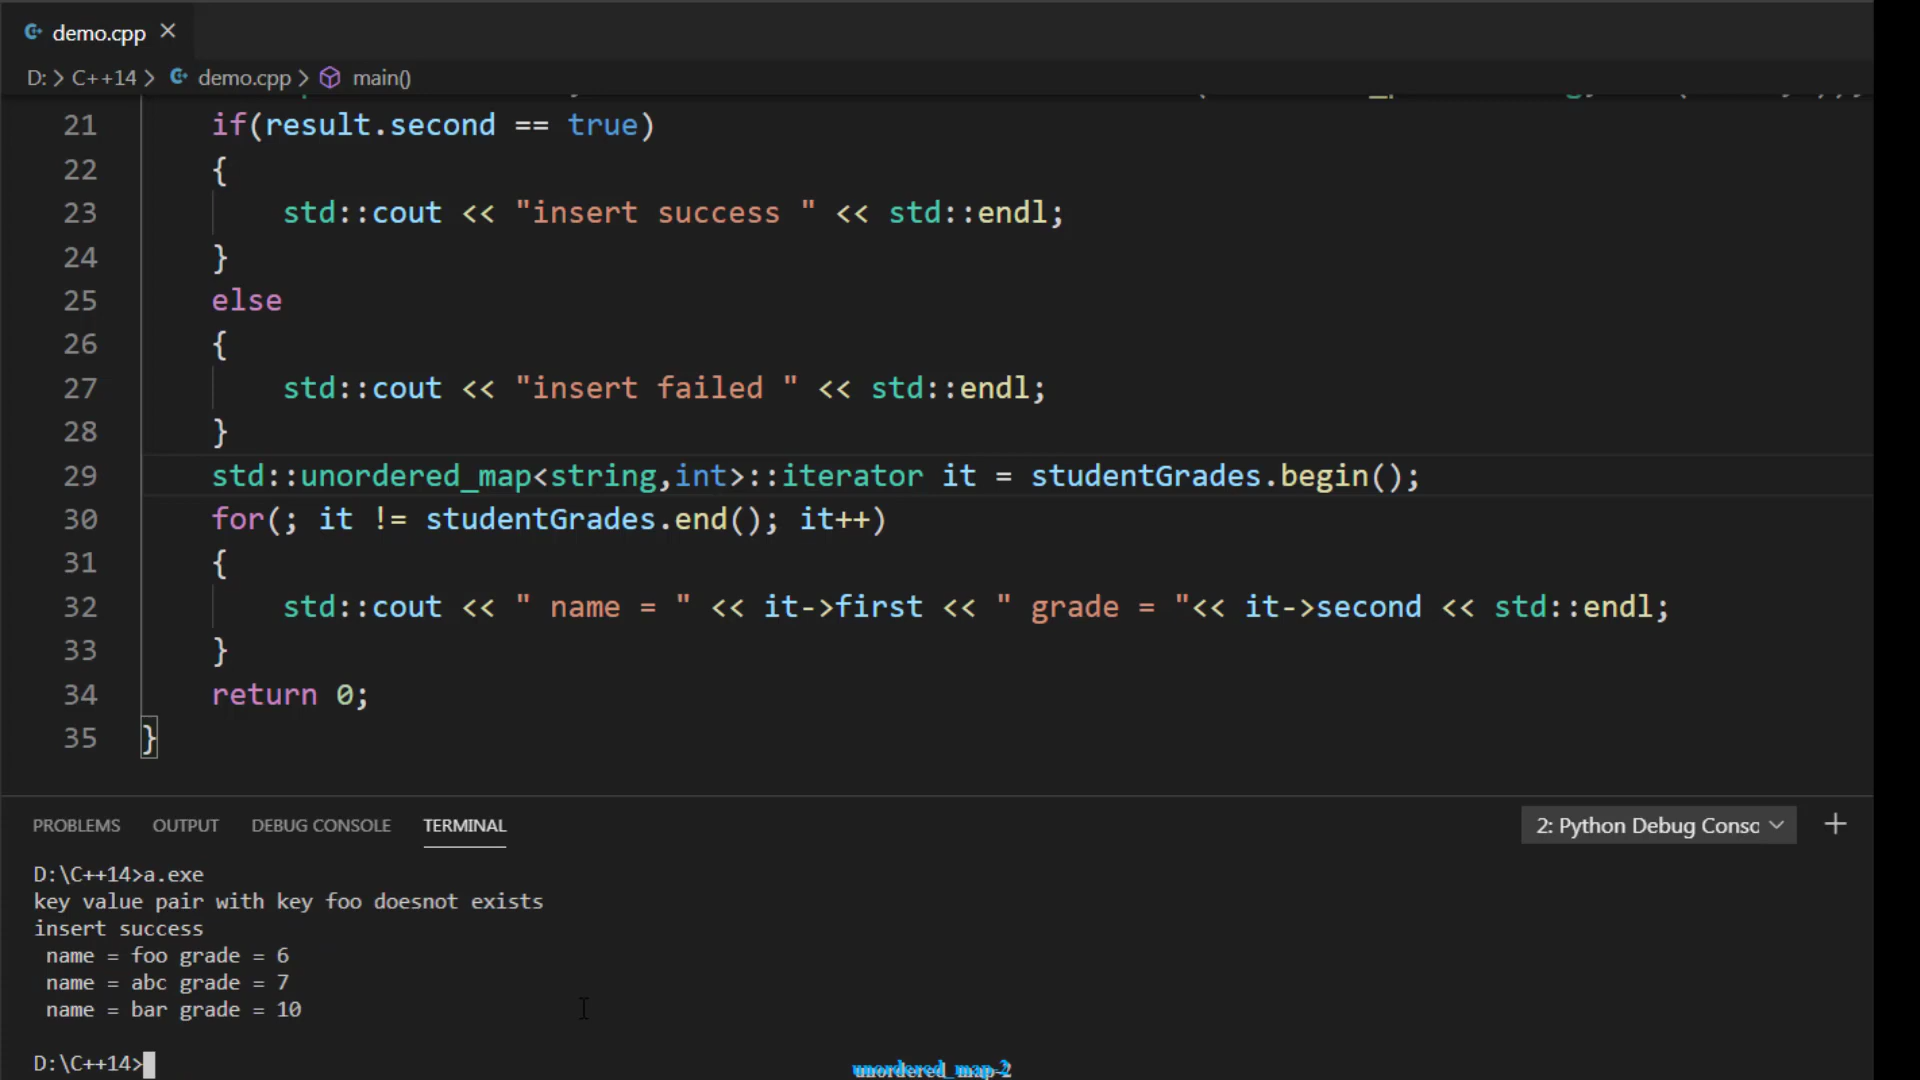 demo.cpp
D: > C++14 > demo.cpp > main()
21 if(result.second == true)
22 {
23 std::cout << "insert success " << std::endl;
24 }
25 else
26 {
27 std::cout << "insert failed " << std::endl;
28 }
29 std::unordered_map<string,int>::iterator it = studentGrades.begin();
30 for(; it != studentGrades.end(); it++)
31 {
32 std::cout << " name = " << it->first << " grade = "<< it->second << std::endl;
33 }
34 return 0;
35 }
PROBLEMS OUTPUT DEBUG CONSOLE TERMINAL 2: Python Debug Consc
D:\C++14>a.exe
key value pair with key foo doesnot exists
insert success
name = foo grade = 6
name = abc grade = 7
name = bar grade = 10
D:\C++14>
unordered_map-2